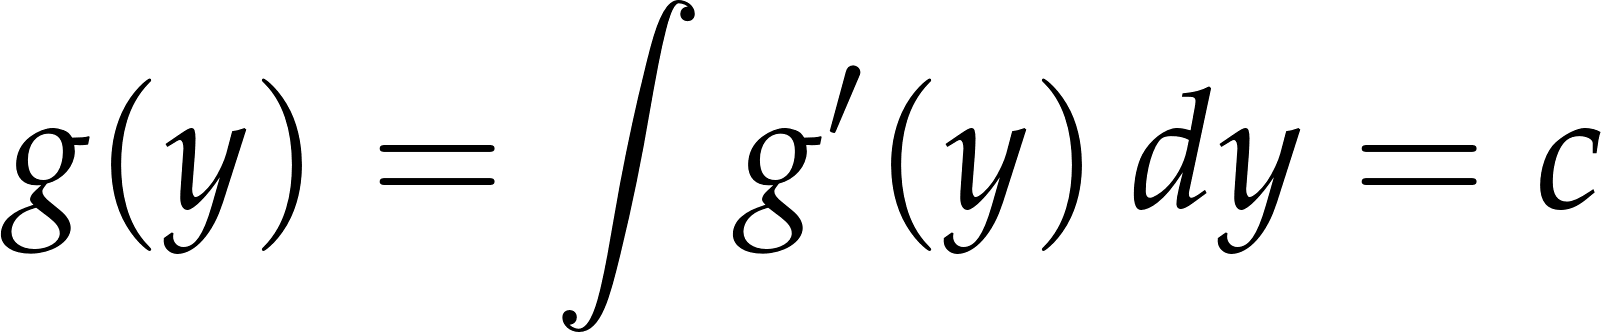 g(y) = ∫ g′(y) dy = c